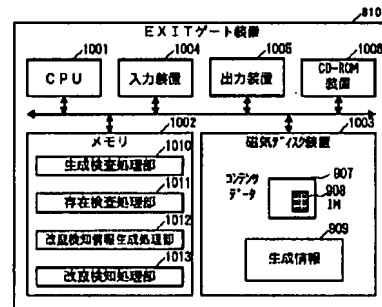 810
EXITゲート装置
1001
1004
1005
1006
CPU
入力装置
出力装置
CD-ROM
装置
1002
1003
メモリ
磁気ディスク装置
1010
生成検査処理部
1011
存在検査処理部
1012
改竄検知情報生成処理部
1013
改竄検知処理部
コンテンツ
データ
907
908
IM
909
生成情報